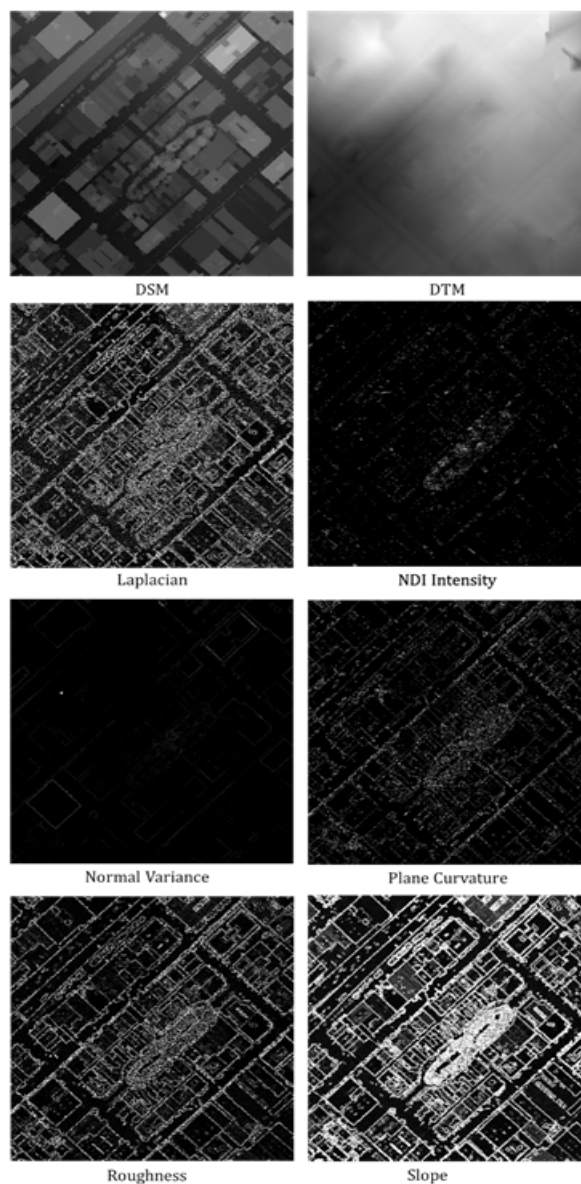 DSM
DTM
Laplacian
NDI Intensity
Normal Variance
Plane Curvature
Roughness
Slope